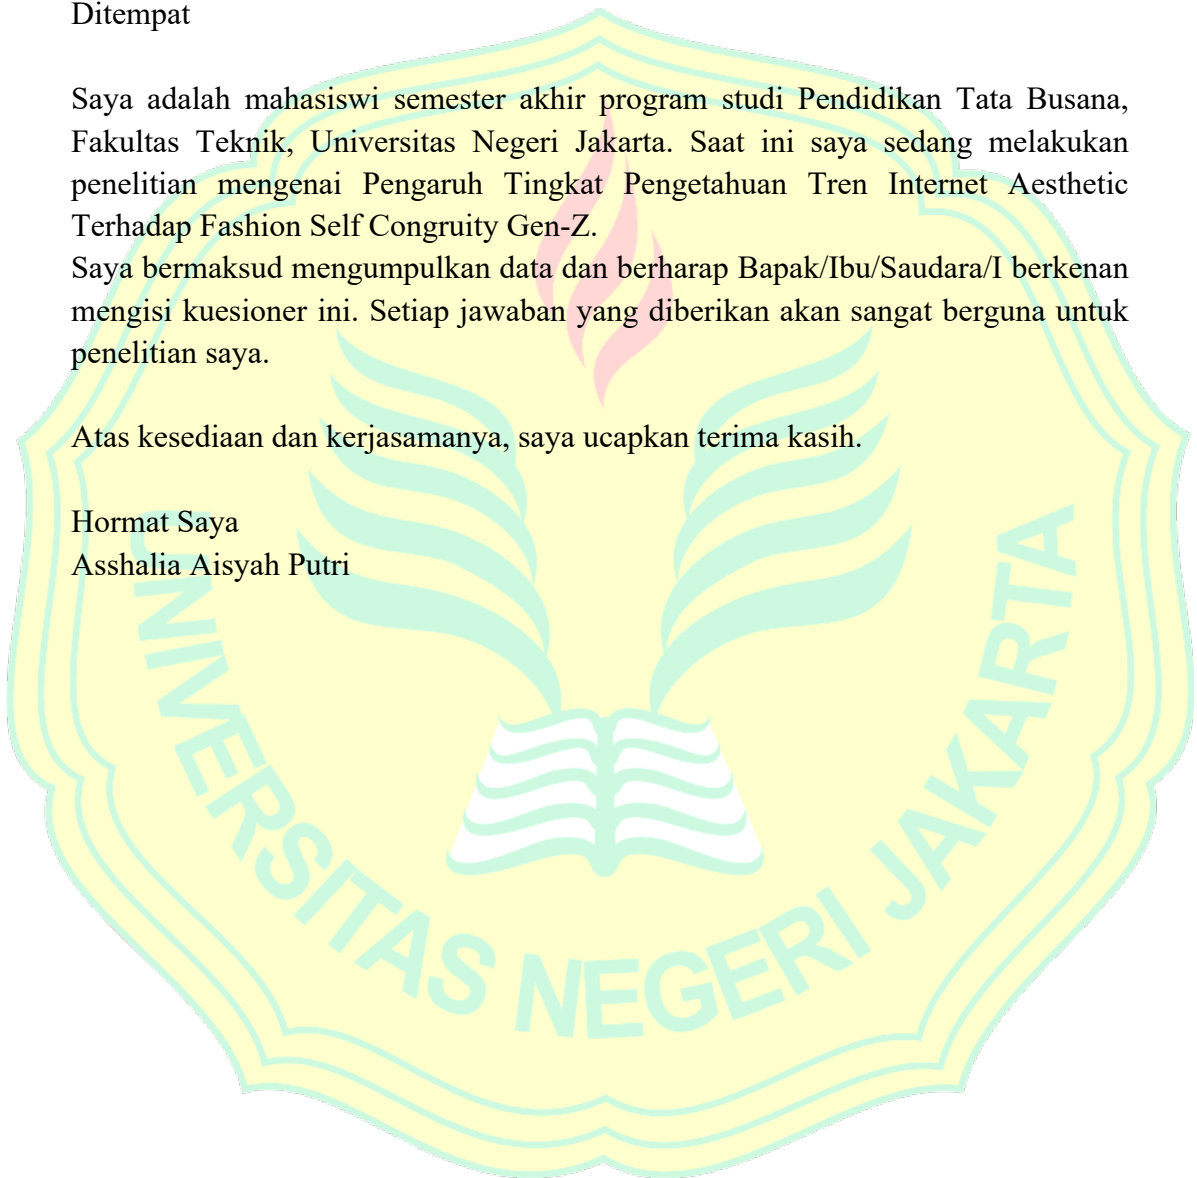 Ditempat
Saya adalah mahasiswi semester akhir program studi Pendidikan Tata Busana,
Fakultas Teknik, Universitas Negeri Jakarta. Saat ini saya sedang melakukan
penelitian mengenai Pengaruh Tingkat Pengetahuan Tren Internet Aesthetic
Terhadap Fashion Self Congruity Gen-Z.
Saya bermaksud mengumpulkan data dan berharap Bapak/Ibu/Saudara/I berkenan
mengisi kuesioner ini. Setiap jawaban yang diberikan akan sangat berguna untuk
penelitian saya.
Atas kesediaan dan kerjasamanya, saya ucapkan terima kasih.
Hormat Saya
Asshalia Aisyah Putri
UNIVERSITAS NEGERI JAKARTA